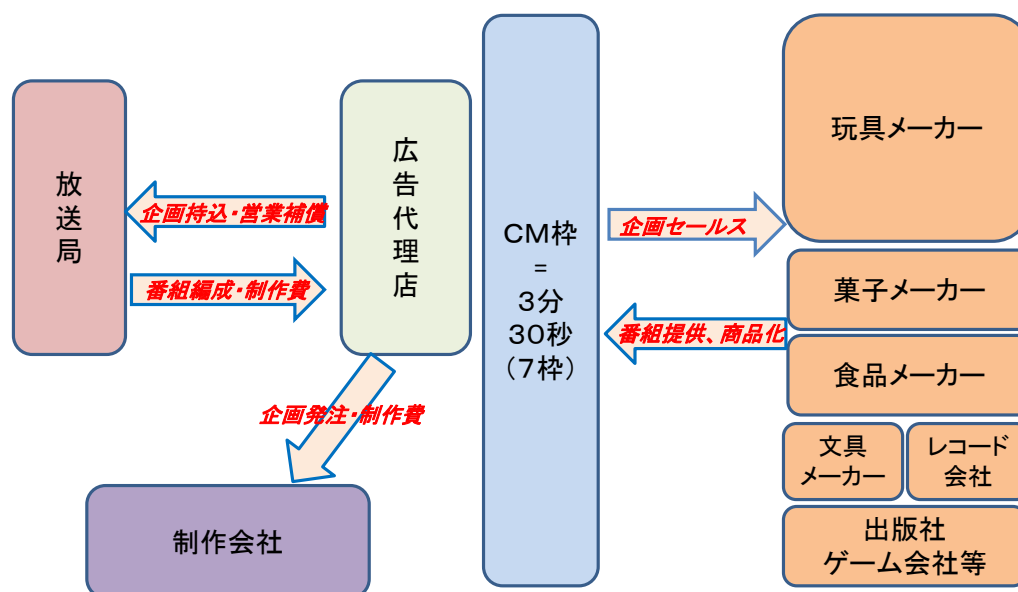 放送局
企画持込・営業補償
番組編成・制作費
広告代理店
企画発注・制作費
制作会社
CM枠
=
3分
30秒
（7枠）
企画セールス
番組提供、商品化
玩具メーカー
菓子メーカー
食品メーカー
文具
メーカー
レコード
会社
出版社
ゲーム会社等